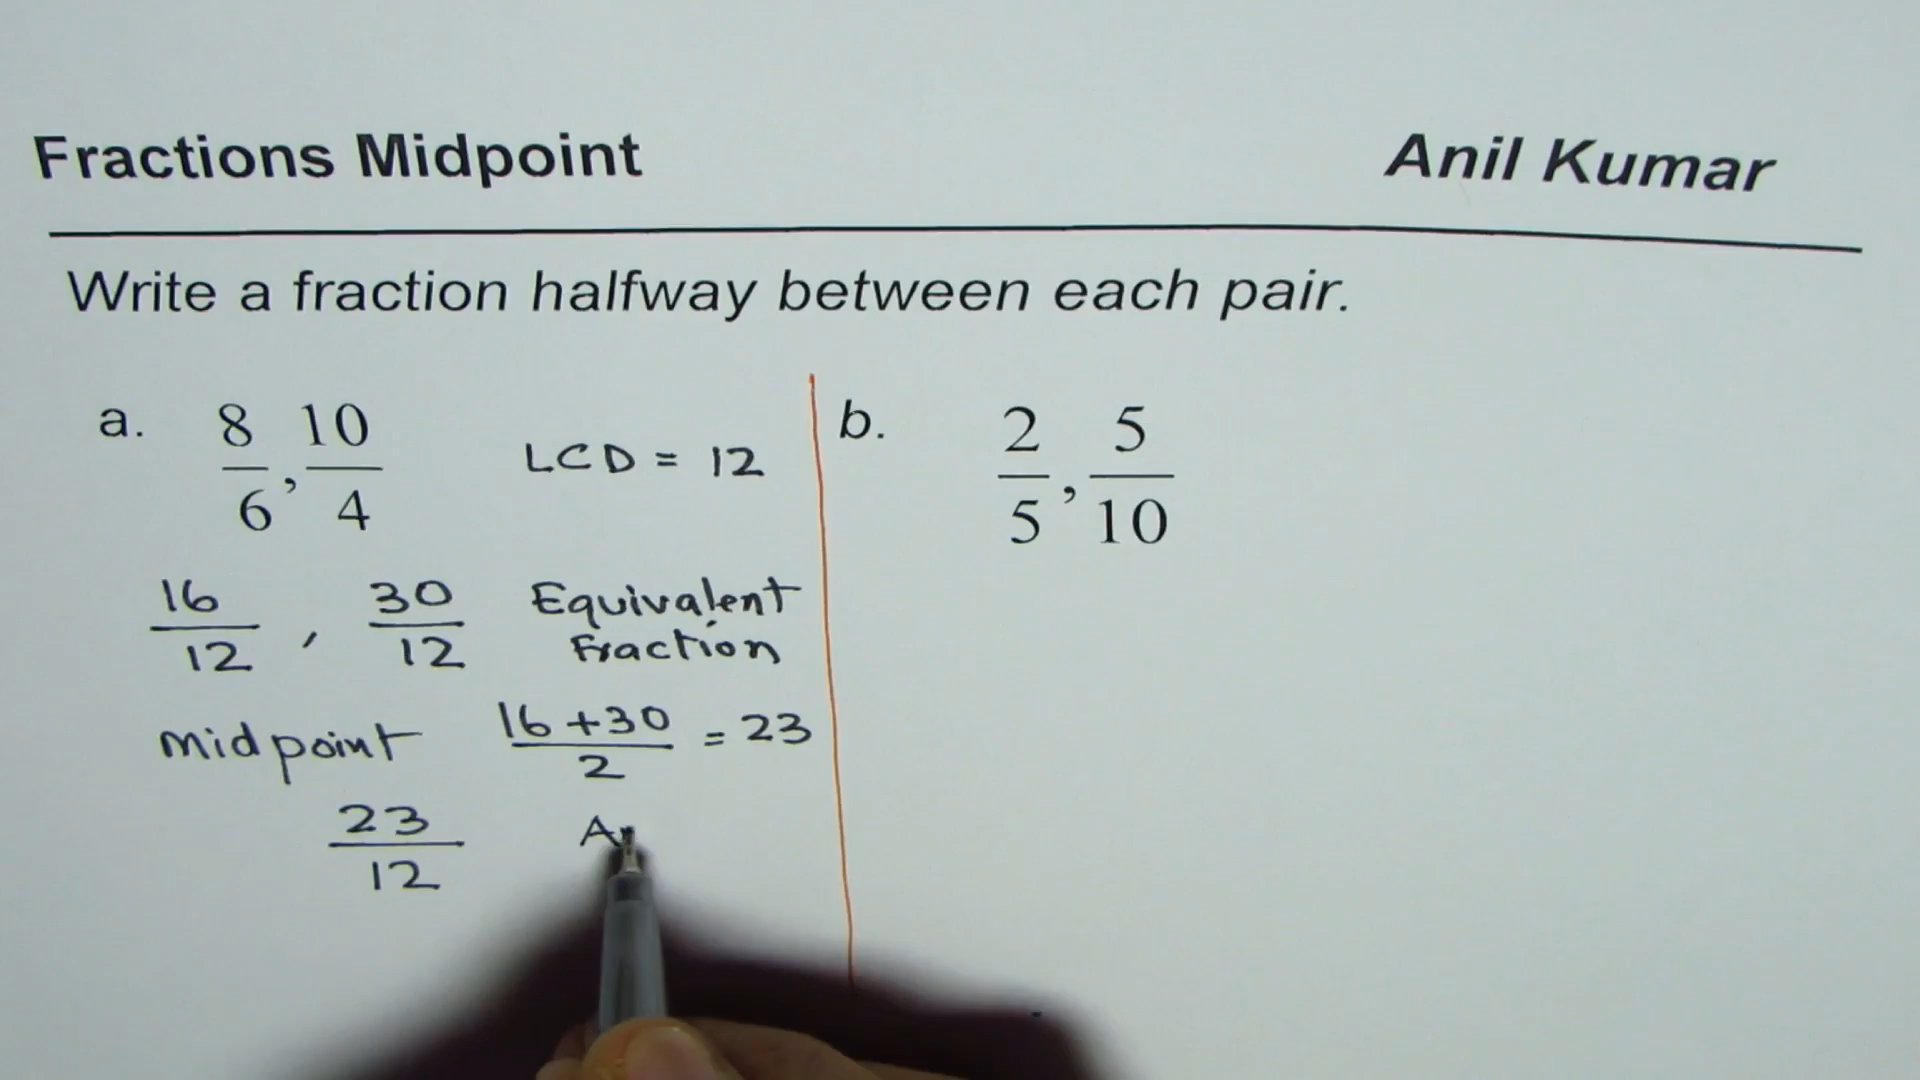 Fractions Midpoint Anil Kumar
Write a fraction halfway between each pair.
a. 8/6, 10/4 LCD = 12
16/12 , 30/12 Equivalent Fraction
midpoint 16+30/2 = 23
23/12
b. 2/5, 5/10